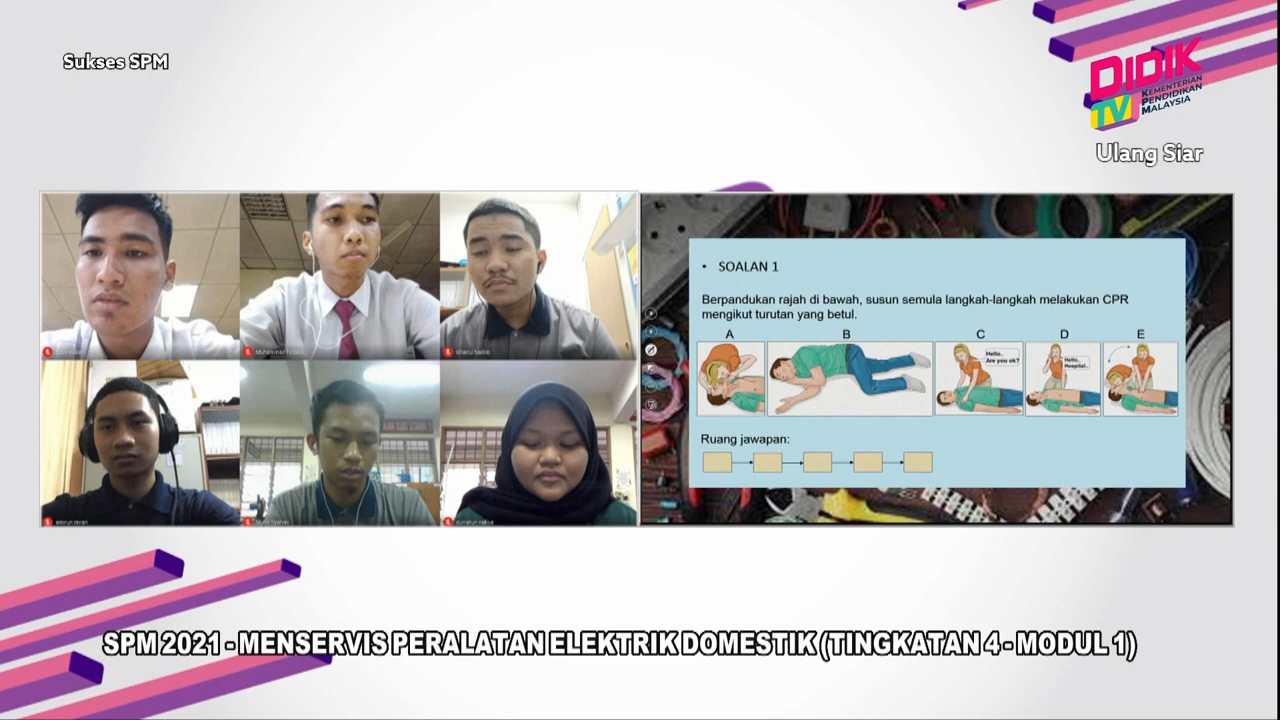 Sukses SPM
DIDIK
TV
KEMENTERIAN
PENDIDIKAN
MALAYSIA
Ulang Siar
• SOALAN 1
Berpandukan rajah di bawah, susun semula langkah-langkah melakukan CPR
mengikut turutan yang betul.
A B C D E
Hello..
Are you ok?
Hello..
Hospital..
Ruang jawapan:
SPM 2021 - MENSERVIS PERALATAN ELEKTRIK DOMESTIK (TINGKATAN 4 - MODUL 1)